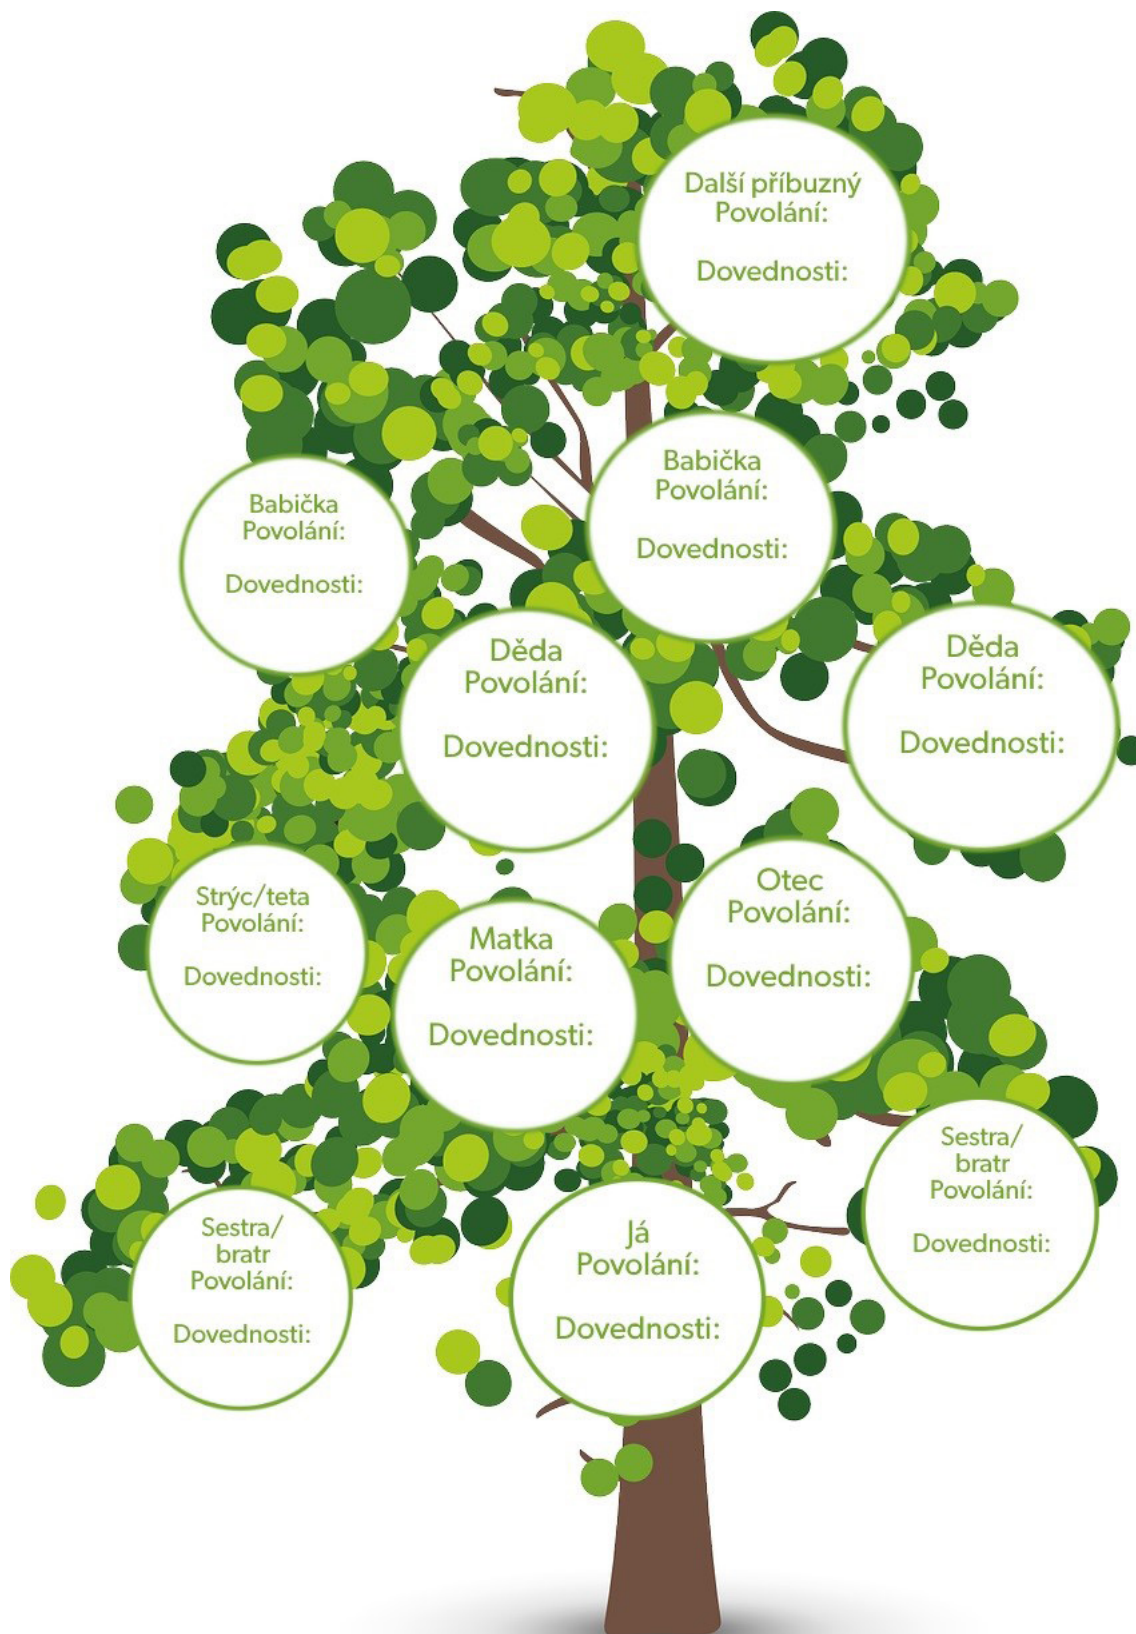 Další příbuzný
Povolání:
Dovednosti:
Babička
Povolání:
Dovednosti:
Babička
Povolání:
Dovednosti:
Děda
Povolání:
Dovednosti:
Děda
Povolání:
Dovednosti:
Strýc/teta
Povolání:
Dovednosti:
Matka
Povolání:
Dovednosti:
Otec
Povolání:
Dovednosti:
Sestra/
bratr
Povolání:
Dovednosti:
Já
Povolání:
Dovednosti:
Sestra/
bratr
Povolání:
Dovednosti: